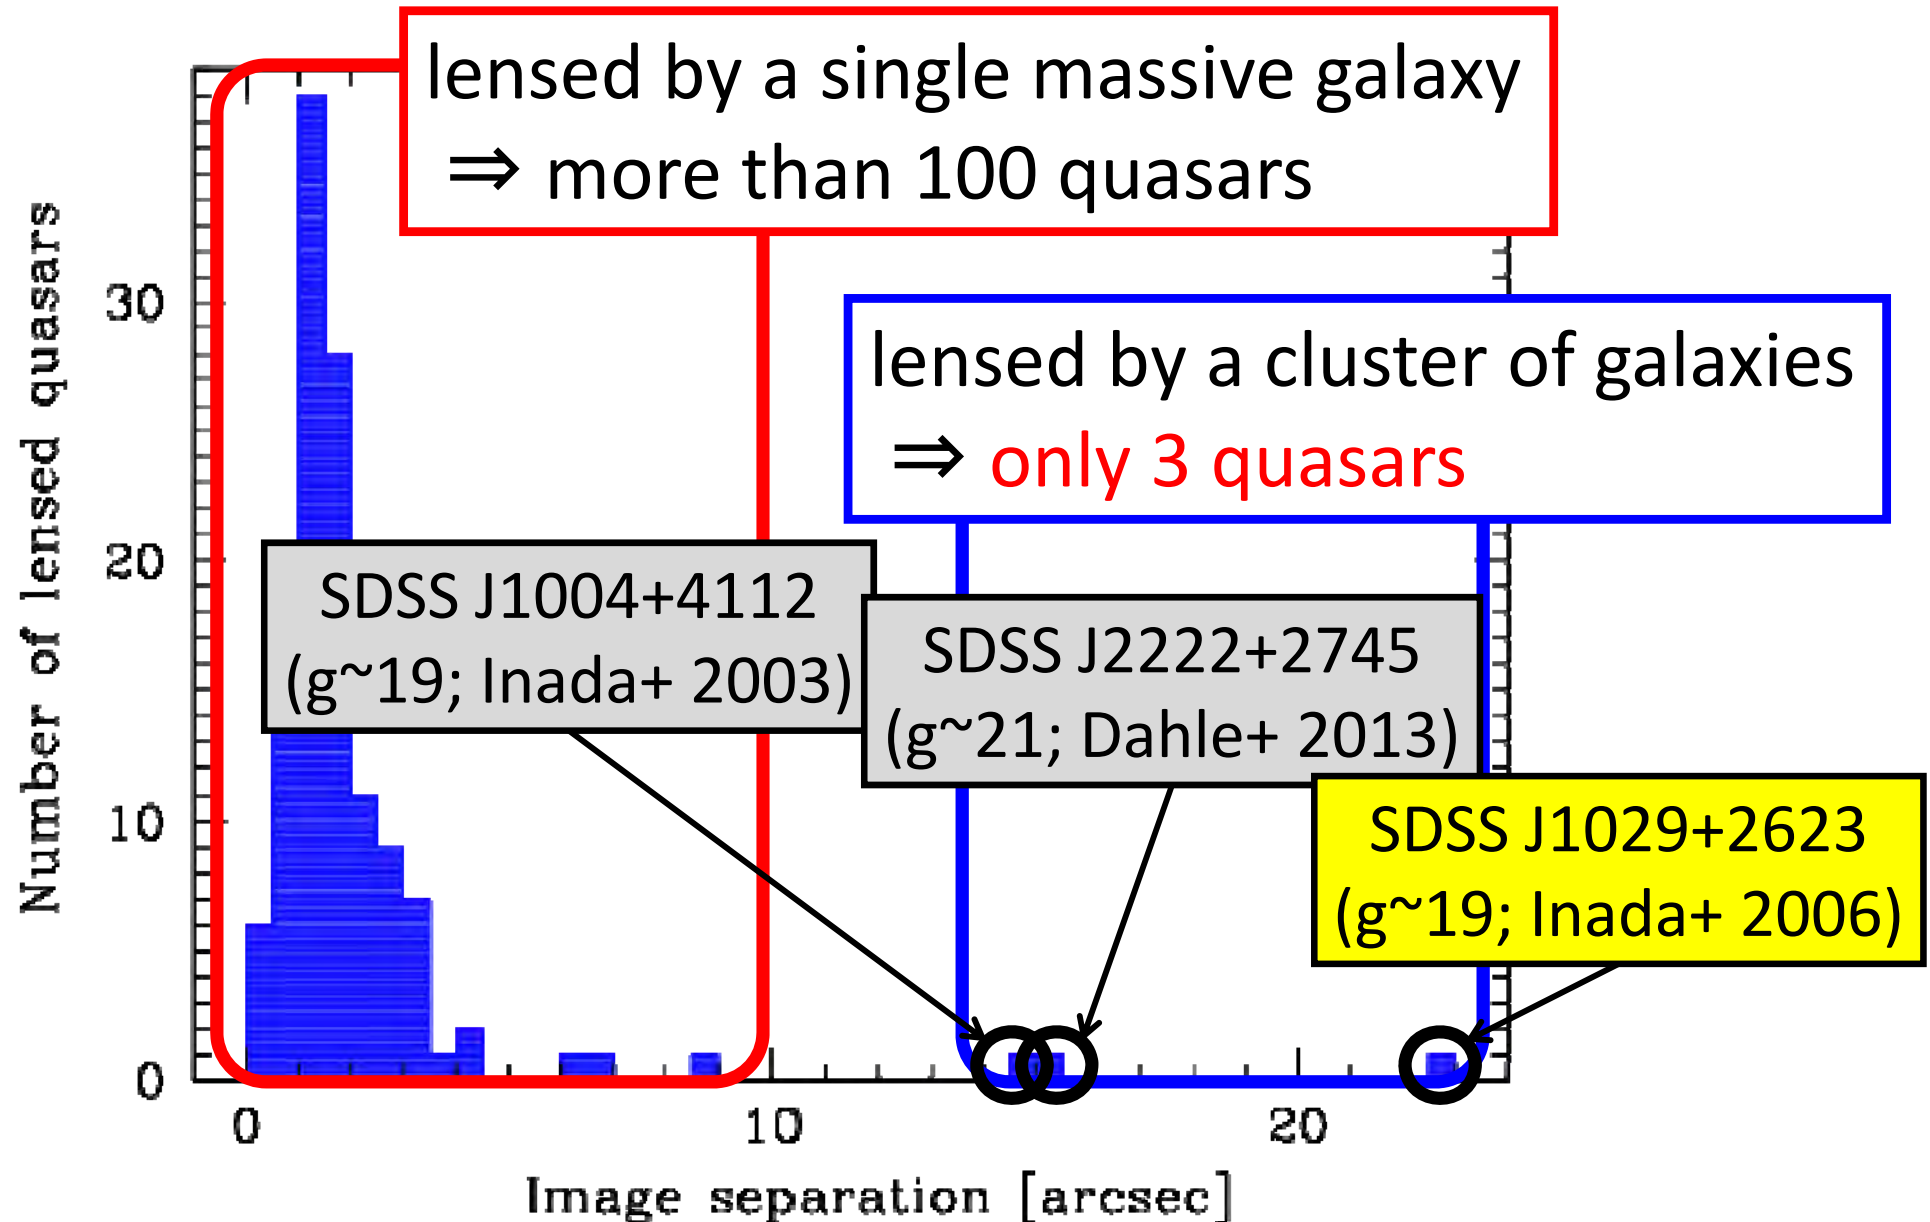 lensed by a single massive galaxy
⇒ more than 100 quasars
lensed by a cluster of galaxies
⇒ only 3 quasars
SDSS J1004+4112
(g~19; Inada+ 2003)
SDSS J2222+2745
(g~21; Dahle+ 2013)
SDSS J1029+2623
(g~19; Inada+ 2006)
Number of lensed quasars
30
20
10
0
0 10 20
Image separation [arcsec]